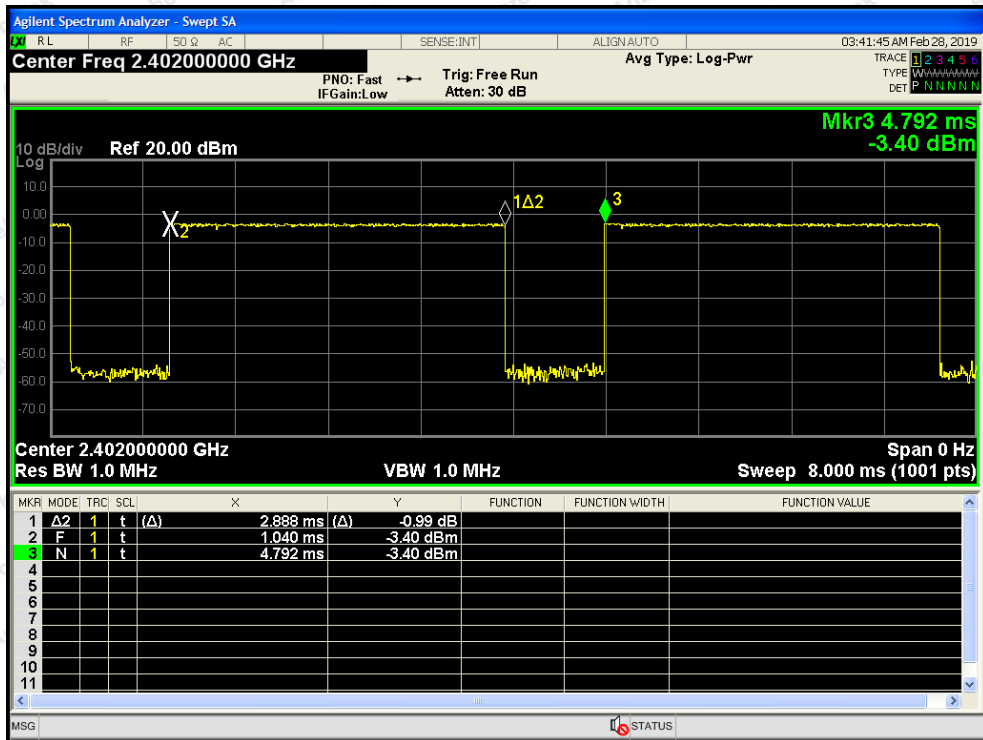 Agilent Spectrum Analyzer - Swept SA
LXI RL RF 50 Ω AC SENSE:INT ALIGNAUTO 03:41:45 AM Feb 28, 2019
Center Freq 2.402000000 GHz Avg Type: Log-Pwr TRACE 1 2 3 4 5 6
PNO: Fast Trig: Free Run TYPE W
IFGain:Low Atten: 30 dB DET P N N N N N
Mkr3 4.792 ms
10 dB/div Ref 20.00 dBm -3.40 dBm
Log
10.0
1Δ2 3
0.00
2
-10.0
-20.0
-30.0
-40.0
-50.0
-60.0
-70.0
Center 2.402000000 GHz Span 0 Hz
Res BW 1.0 MHz VBW 1.0 MHz Sweep 8.000 ms (1001 pts)
MKR MODE TRC SCL X Y FUNCTION FUNCTION WIDTH FUNCTION VALUE
1 Δ2 1 t (Δ) 2.888 ms (Δ) -0.99 dB
2 F 1 t 1.040 ms -3.40 dBm
3 N 1 t 4.792 ms -3.40 dBm
4
5
6
7
8
9
10
11
MSG STATUS